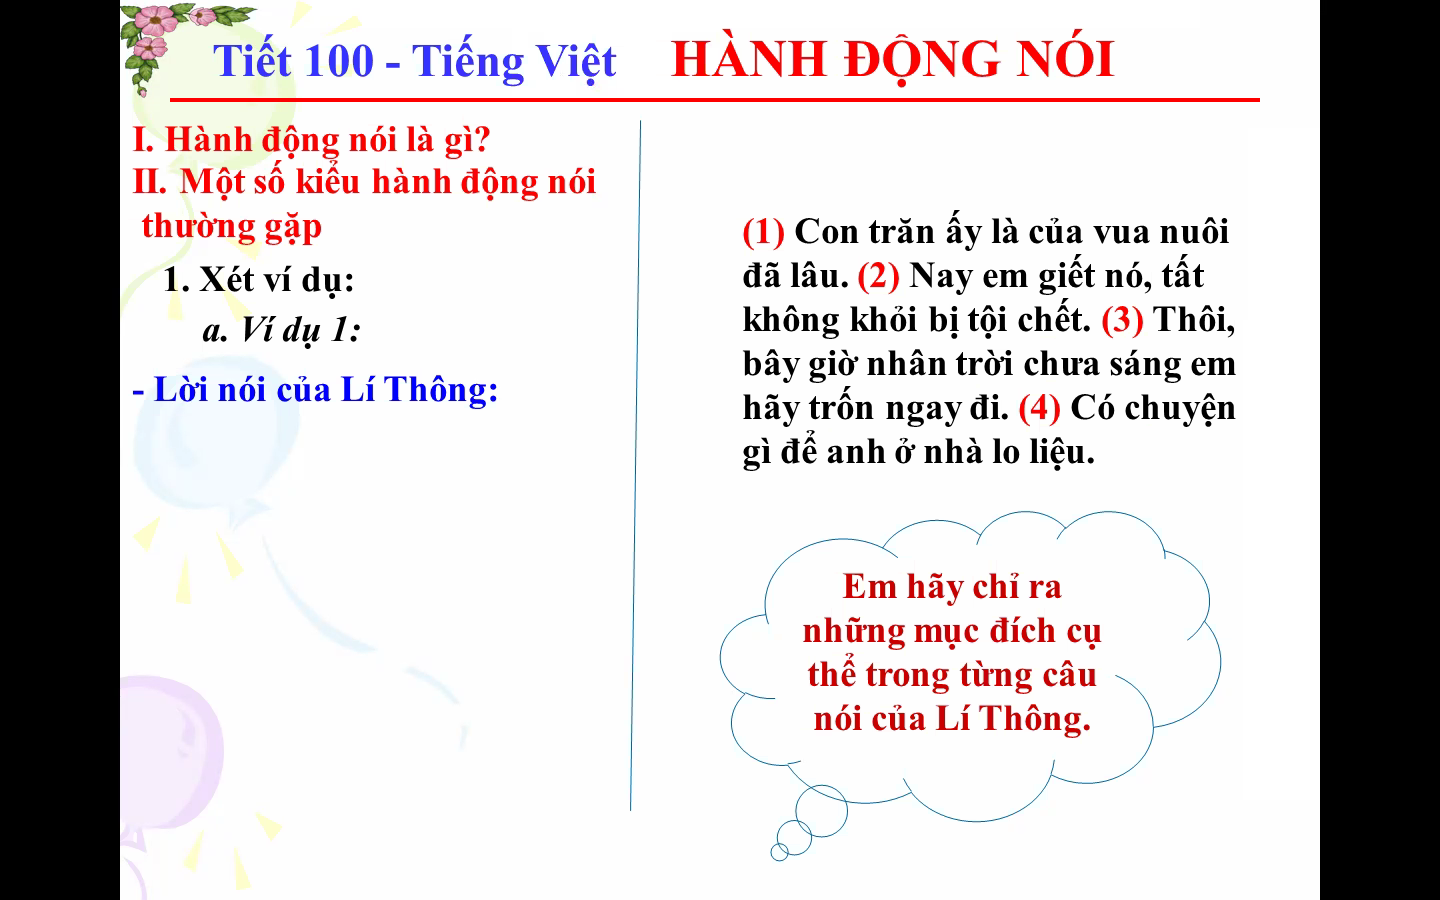 Tiết 100 - Tiếng Việt HÀNH ĐỘNG NÓI
I. Hành động nói là gì?
II. Một số kiểu hành động nói
thường gặp
1. Xét ví dụ:
a. Ví dụ 1:
- Lời nói của Lí Thông:
(1) Con trăn ấy là của vua nuôi
đã lâu. (2) Nay em giết nó, tất
không khỏi bị tội chết. (3) Thôi,
bây giờ nhân trời chưa sáng em
hãy trốn ngay đi. (4) Có chuyện
gì để anh ở nhà lo liệu.
Em hãy chỉ ra
những mục đích cụ
thể trong từng câu
nói của Lí Thông.